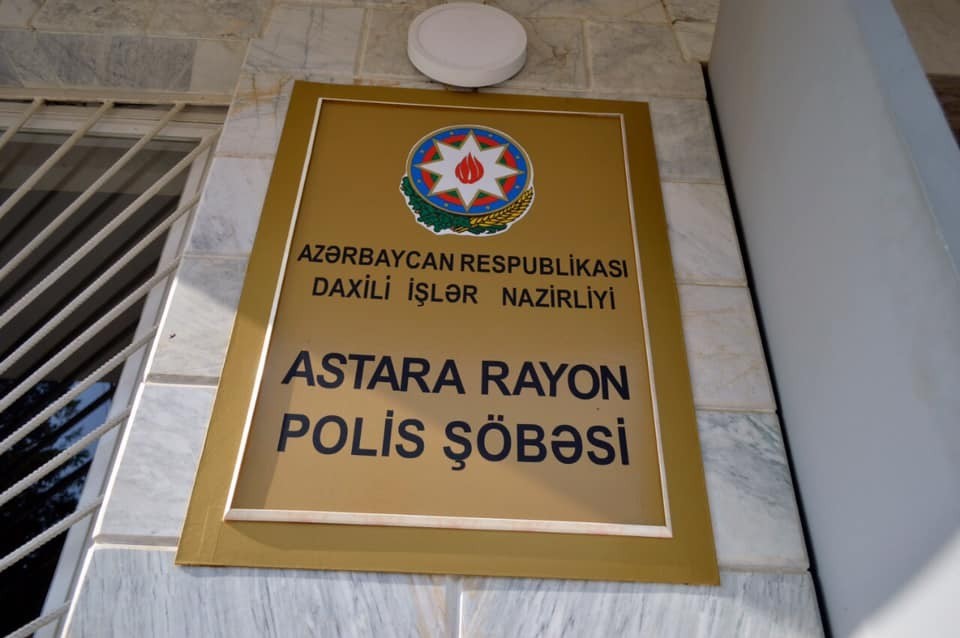 AZƏRBAYCAN RESPUBLİKASI
DAXİLİ İŞLƏR NAZİRLİYİ
ASTARA RAYON
POLİS ŞÖBƏSİ